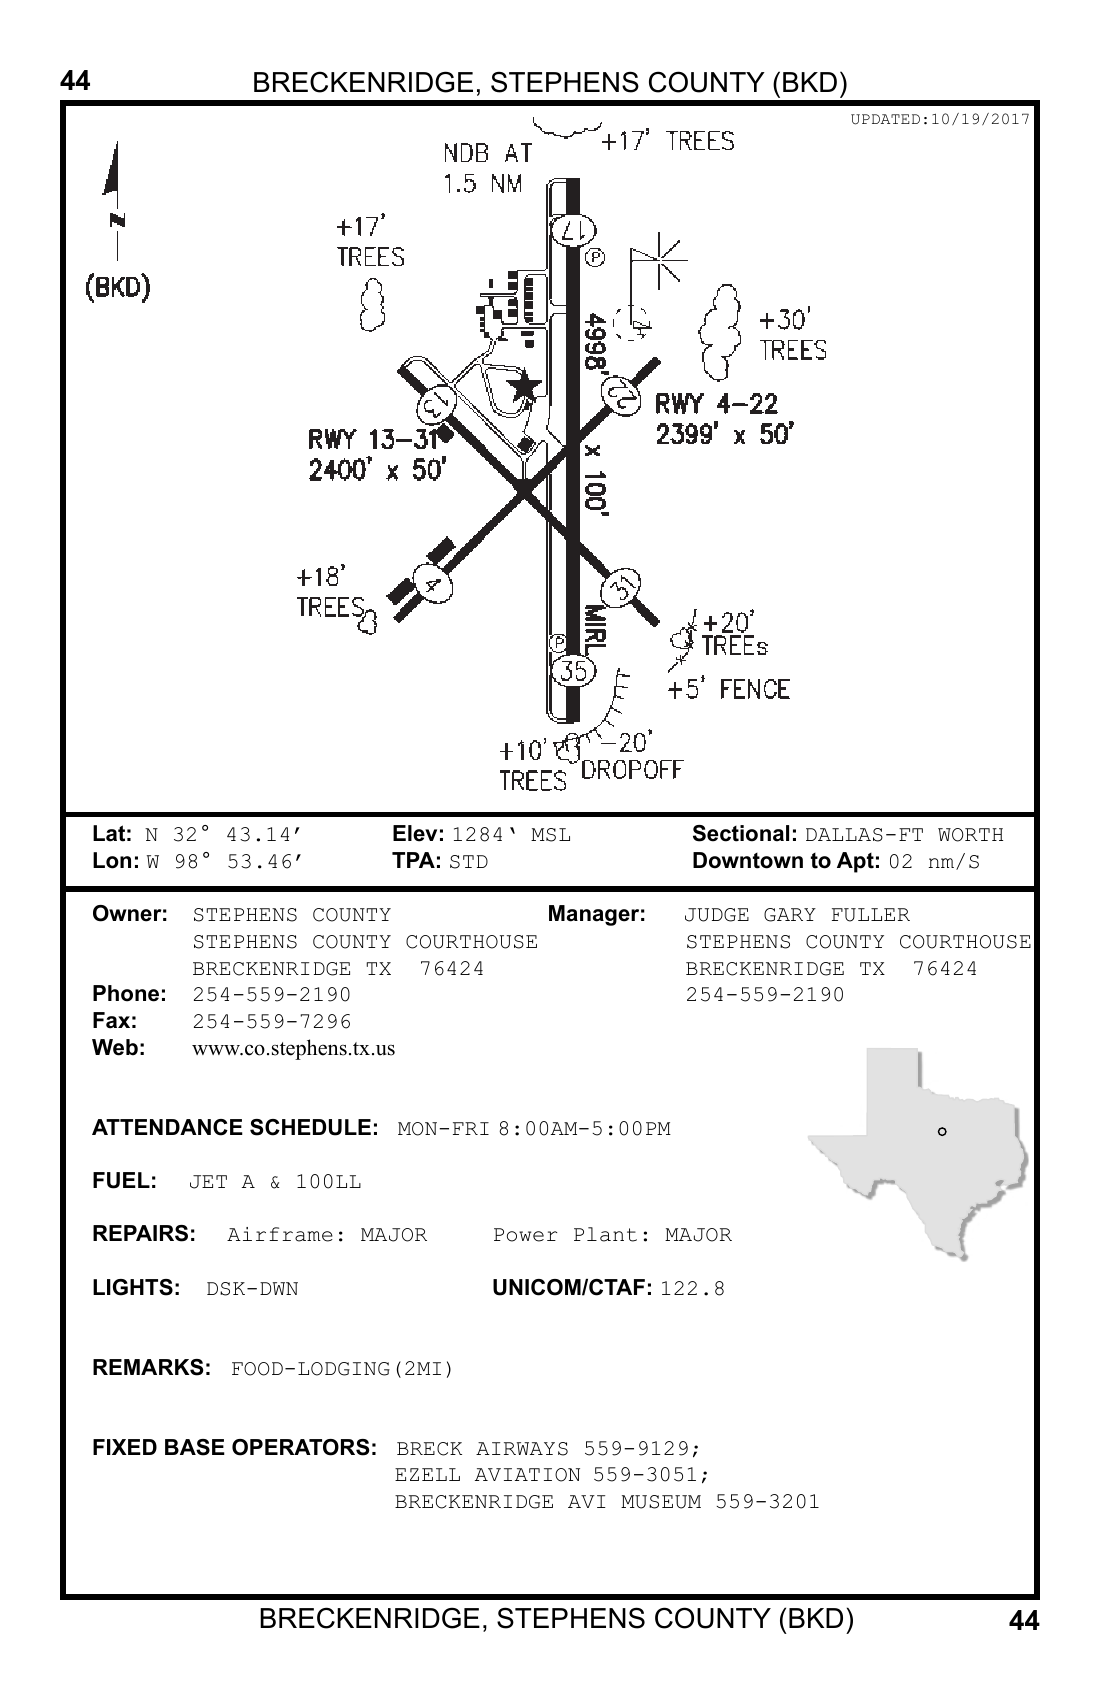 44
BRECKENRIDGE, STEPHENS COUNTY (BKD)
UPDATED:10/19/2017
+17' TREES
NDB AT
1.5 NM
+17'
TREES
17
P
N
(BKD)
+30'
TREES
4998' x 100'
MIRL
13
22
RWY 4-22
2399' x 50'
RWY 13-31
2400' x 50'
+18'
TREES
4
31
+20'
TREEs
P
35
+5' FENCE
+10'
TREES
-20'
DROPOFF
Lat: N 32° 43.14′ Elev: 1284‘ MSL Sectional: DALLAS-FT WORTH
Lon: W 98° 53.46′ TPA: STD Downtown to Apt: 02 nm/S
Owner: STEPHENS COUNTY Manager: JUDGE GARY FULLER
STEPHENS COUNTY COURTHOUSE STEPHENS COUNTY COURTHOUSE
BRECKENRIDGE TX 76424 BRECKENRIDGE TX 76424
Phone: 254-559-2190 254-559-2190
Fax: 254-559-7296
Web: www.co.stephens.tx.us
ATTENDANCE SCHEDULE: MON-FRI 8:00AM-5:00PM
FUEL: JET A & 100LL
REPAIRS: Airframe: MAJOR Power Plant: MAJOR
LIGHTS: DSK-DWN UNICOM/CTAF: 122.8
REMARKS: FOOD-LODGING(2MI)
FIXED BASE OPERATORS: BRECK AIRWAYS 559-9129;
EZELL AVIATION 559-3051;
BRECKENRIDGE AVI MUSEUM 559-3201
BRECKENRIDGE, STEPHENS COUNTY (BKD)
44